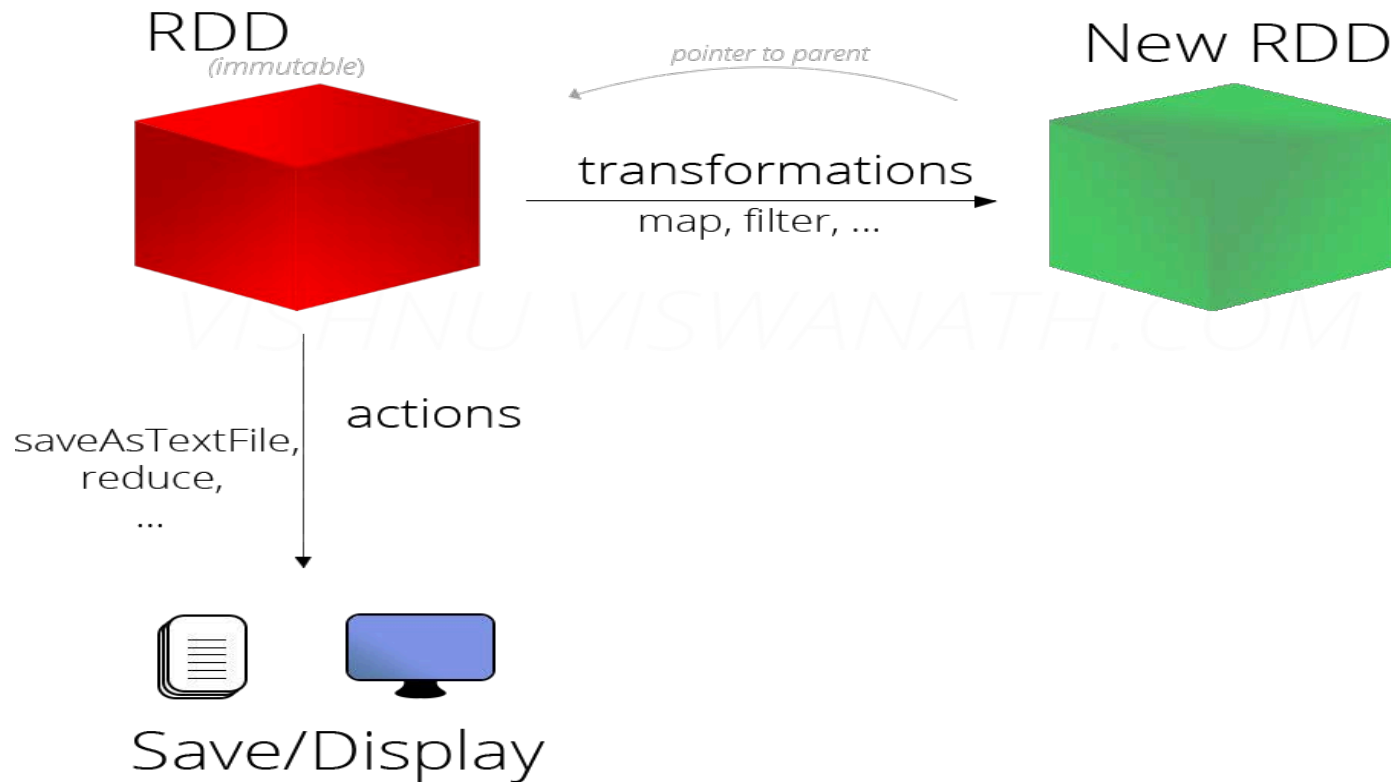 RDD
(immutable)
pointer to parent
New RDD
transformations
map, filter, ...
VISHNU VISWANATH.COM
actions
saveAsTextFile,
reduce,
...
Save/Display